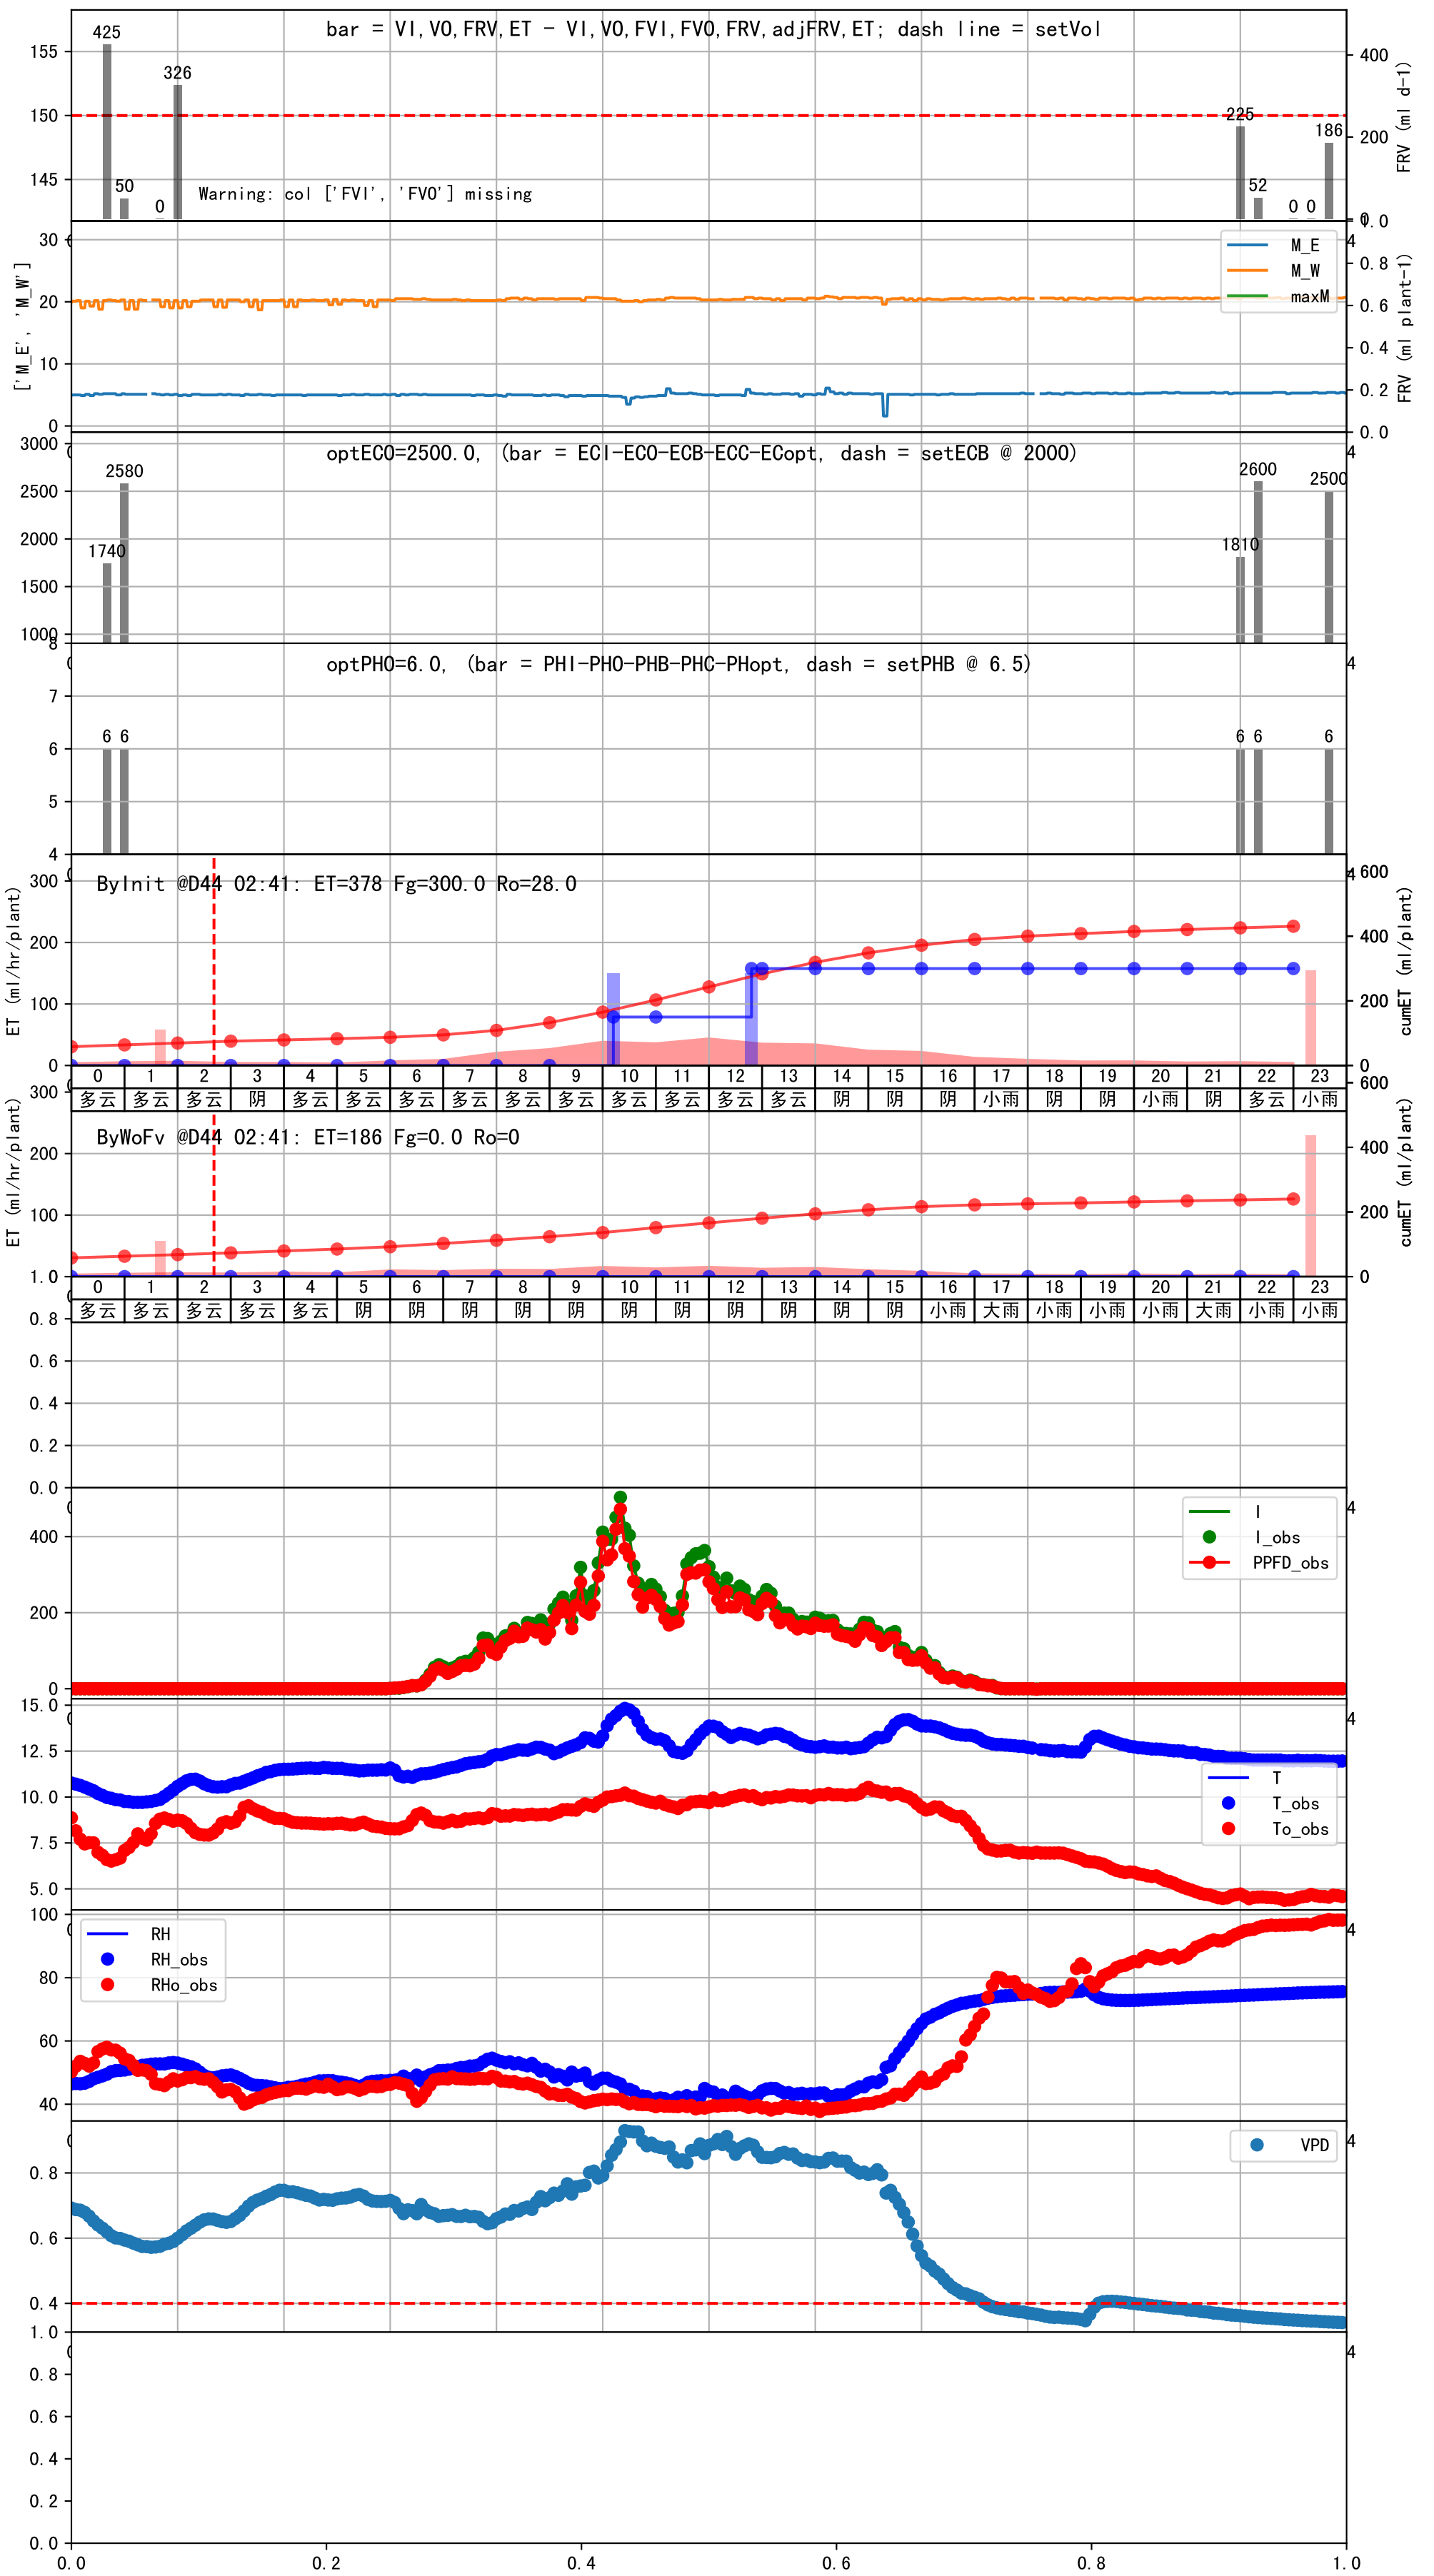 bar = VI,VO,FRV,ET - VI,VO,FVI,FVO,FRV,adjFRV,ET; dash line = setVol
425
50
0
326
225
52
0 0
186
155
150
145
400
200
0
FRV (ml d-1)
Warning: col ['FVI', 'FVO'] missing
['M_E', 'M_W']
30
20
10
0
M_E
M_W
maxM
1.0
0.8
0.6
0.4
0.2
0.0
FRV (ml plant-1)
optECO=2500.0, (bar = ECI-ECO-ECB-ECC-ECopt, dash = setECB @ 2000)
3000
2500
2000
1500
1000
1740
2580
1810
2600
2500
optPHO=6.0, (bar = PHI-PHO-PHB-PHC-PHopt, dash = setPHB @ 6.5)
8
7
6
5
4
6 6
6 6
6
ByInit @D44 02:41: ET=378 Fg=300.0 Ro=28.0
ET (ml/hr/plant)
300
200
100
0
600
400
200
0
cumET (ml/plant)
0 1 2 3 4 5 6 7 8 9 10 11 12 13 14 15 16 17 18 19 20 21 22 23
多云 多云 多云 阴 多云 多云 多云 多云 多云 多云 多云 多云 多云 多云 阴 阴 阴 小雨 阴 阴 小雨 阴 多云 小雨
ByWoFv @D44 02:41: ET=186 Fg=0.0 Ro=0
ET (ml/hr/plant)
300
200
100
600
400
200
0
cumET (ml/plant)
0 1 2 3 4 5 6 7 8 9 10 11 12 13 14 15 16 17 18 19 20 21 22 23
多云 多云 多云 多云 多云 阴 阴 阴 阴 阴 阴 阴 阴 阴 阴 阴 小雨 大雨 小雨 小雨 小雨 大雨 小雨 小雨
1.0
0.8
0.6
0.4
0.2
0.0
400
200
0
I
I_obs
PPFD_obs
15.0
12.5
10.0
7.5
5.0
T
T_obs
To_obs
100
80
60
40
RH
RH_obs
RHo_obs
0.8
0.6
0.4
VPD
1.0
0.8
0.6
0.4
0.2
0.0
0.0 0.2 0.4 0.6 0.8 1.0